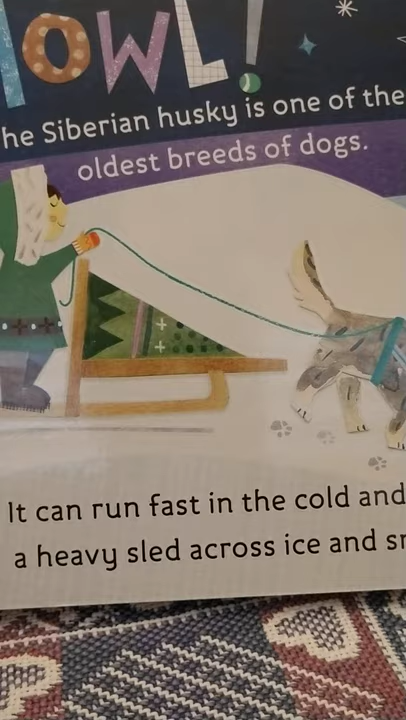 OWL!
he Siberian husky is one of the
oldest breeds of dogs.
It can run fast in the cold and
a heavy sled across ice and